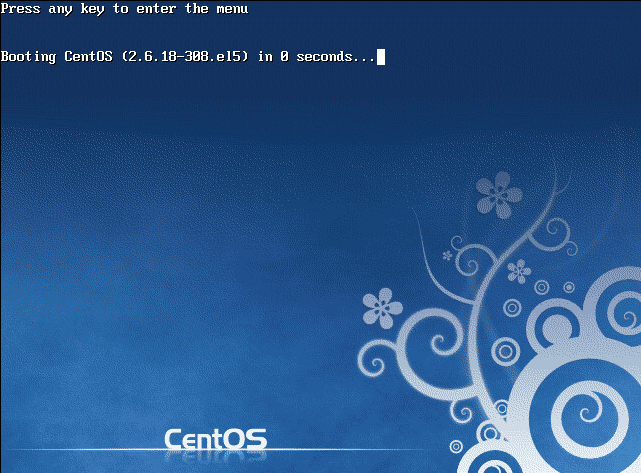 Press any key to enter the menu
Booting CentOS (2.6.18-308.el5) in 0 seconds...
CentOS